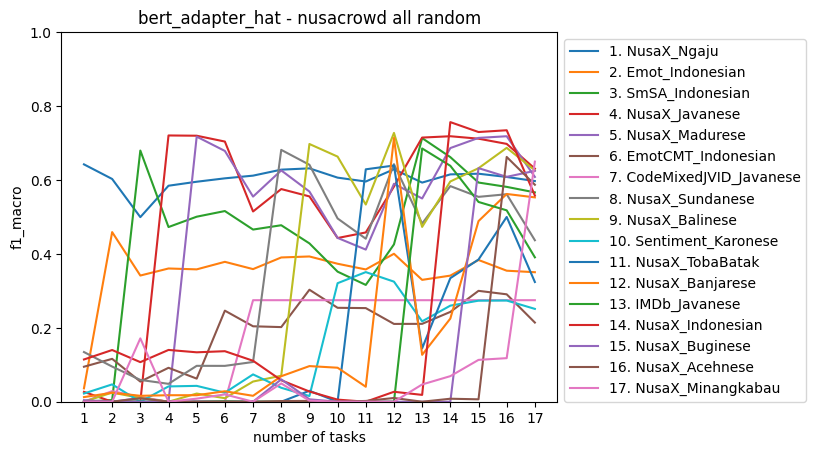 bert_adapter_hat - nusacrowd all random
1.0
0.8
0.6
0.4
0.2
0.0
f1_macro
1 2 3 4 5 6 7 8 9 10 11 12 13 14 15 16 17
number of tasks
1. NusaX_Ngaju
2. Emot_Indonesian
3. SmSA_Indonesian
4. NusaX_Javanese
5. NusaX_Madurese
6. EmotCMT_Indonesian
7. CodeMixedJVID_Javanese
8. NusaX_Sundanese
9. NusaX_Balinese
10. Sentiment_Karonese
11. NusaX_TobaBatak
12. NusaX_Banjarese
13. IMDb_Javanese
14. NusaX_Indonesian
15. NusaX_Buginese
16. NusaX_Acehnese
17. NusaX_Minangkabau